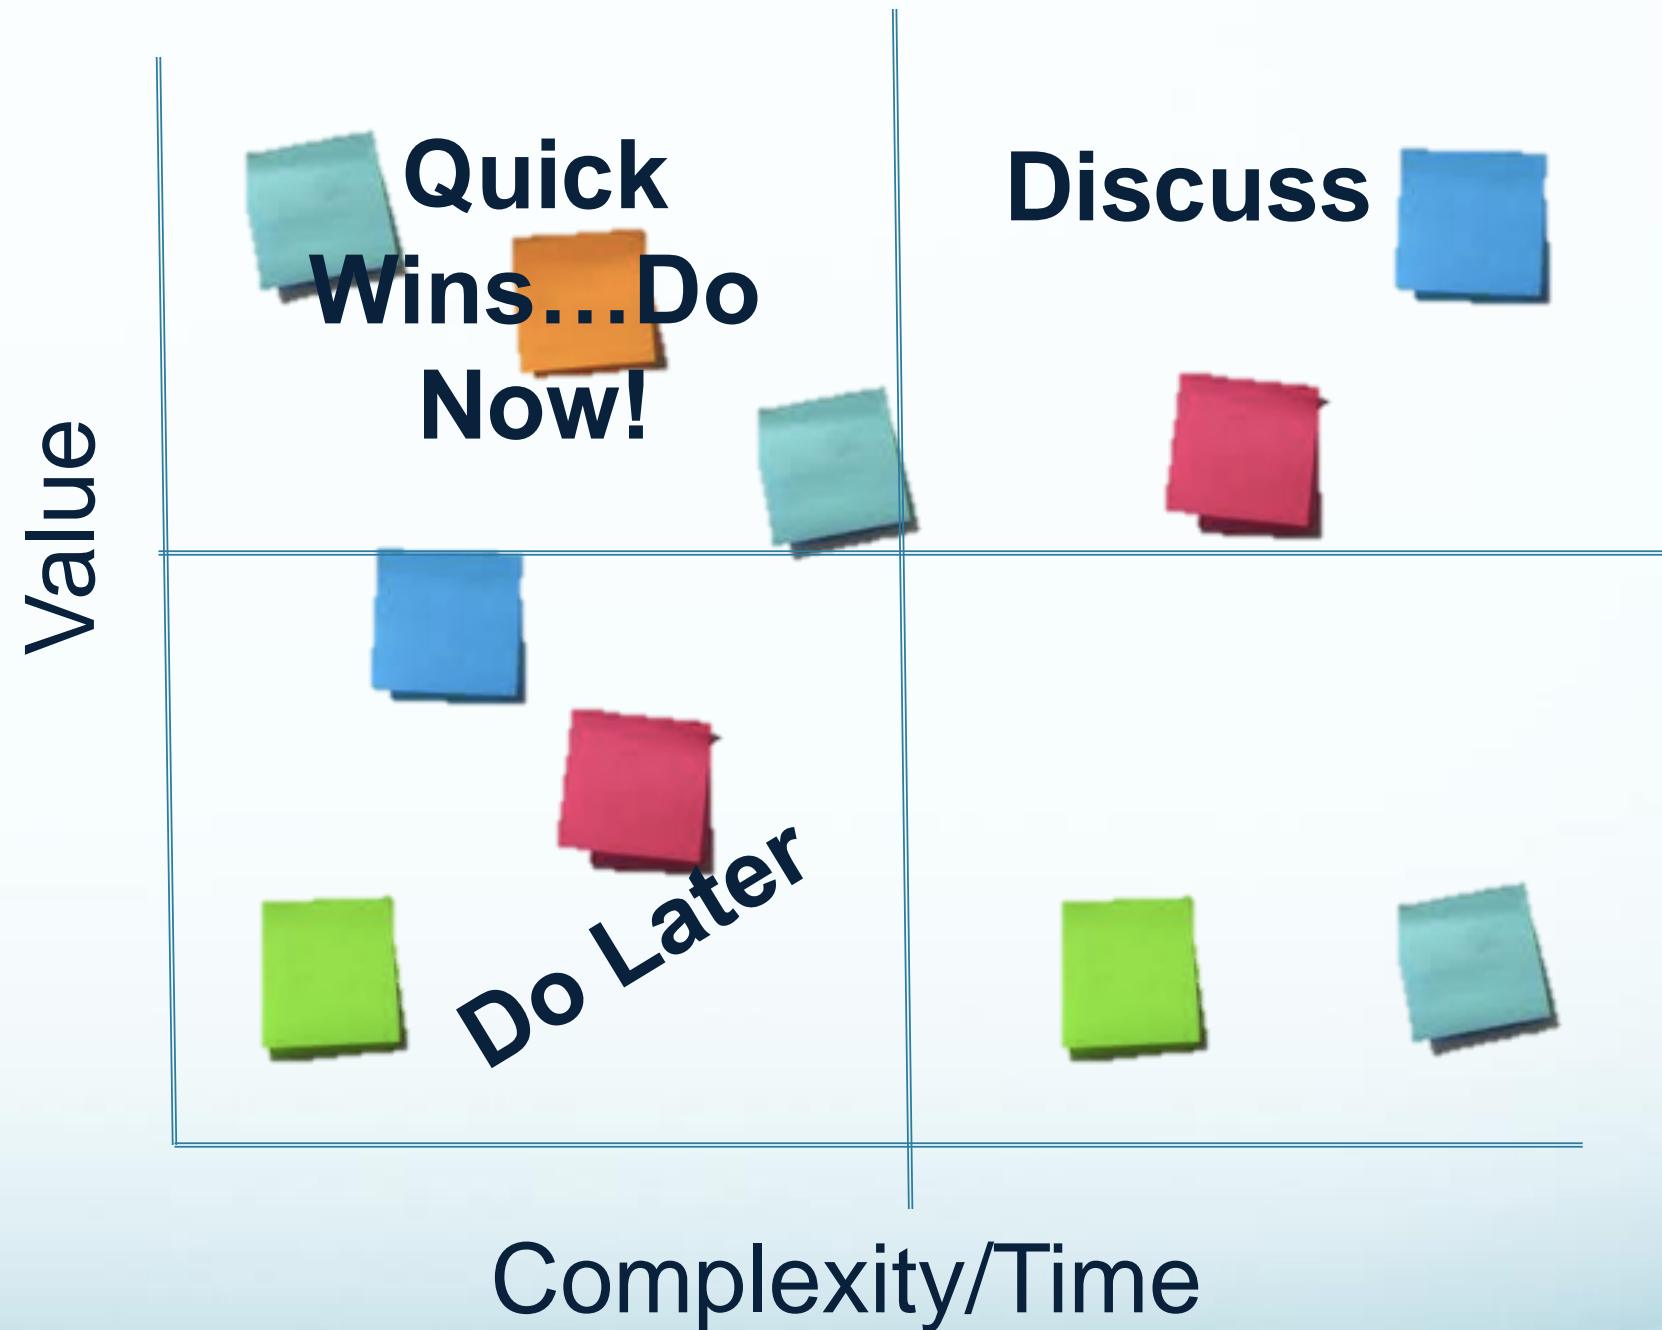 Quick
Wins…Do
Now!
Discuss
Value
Do Later
Complexity/Time